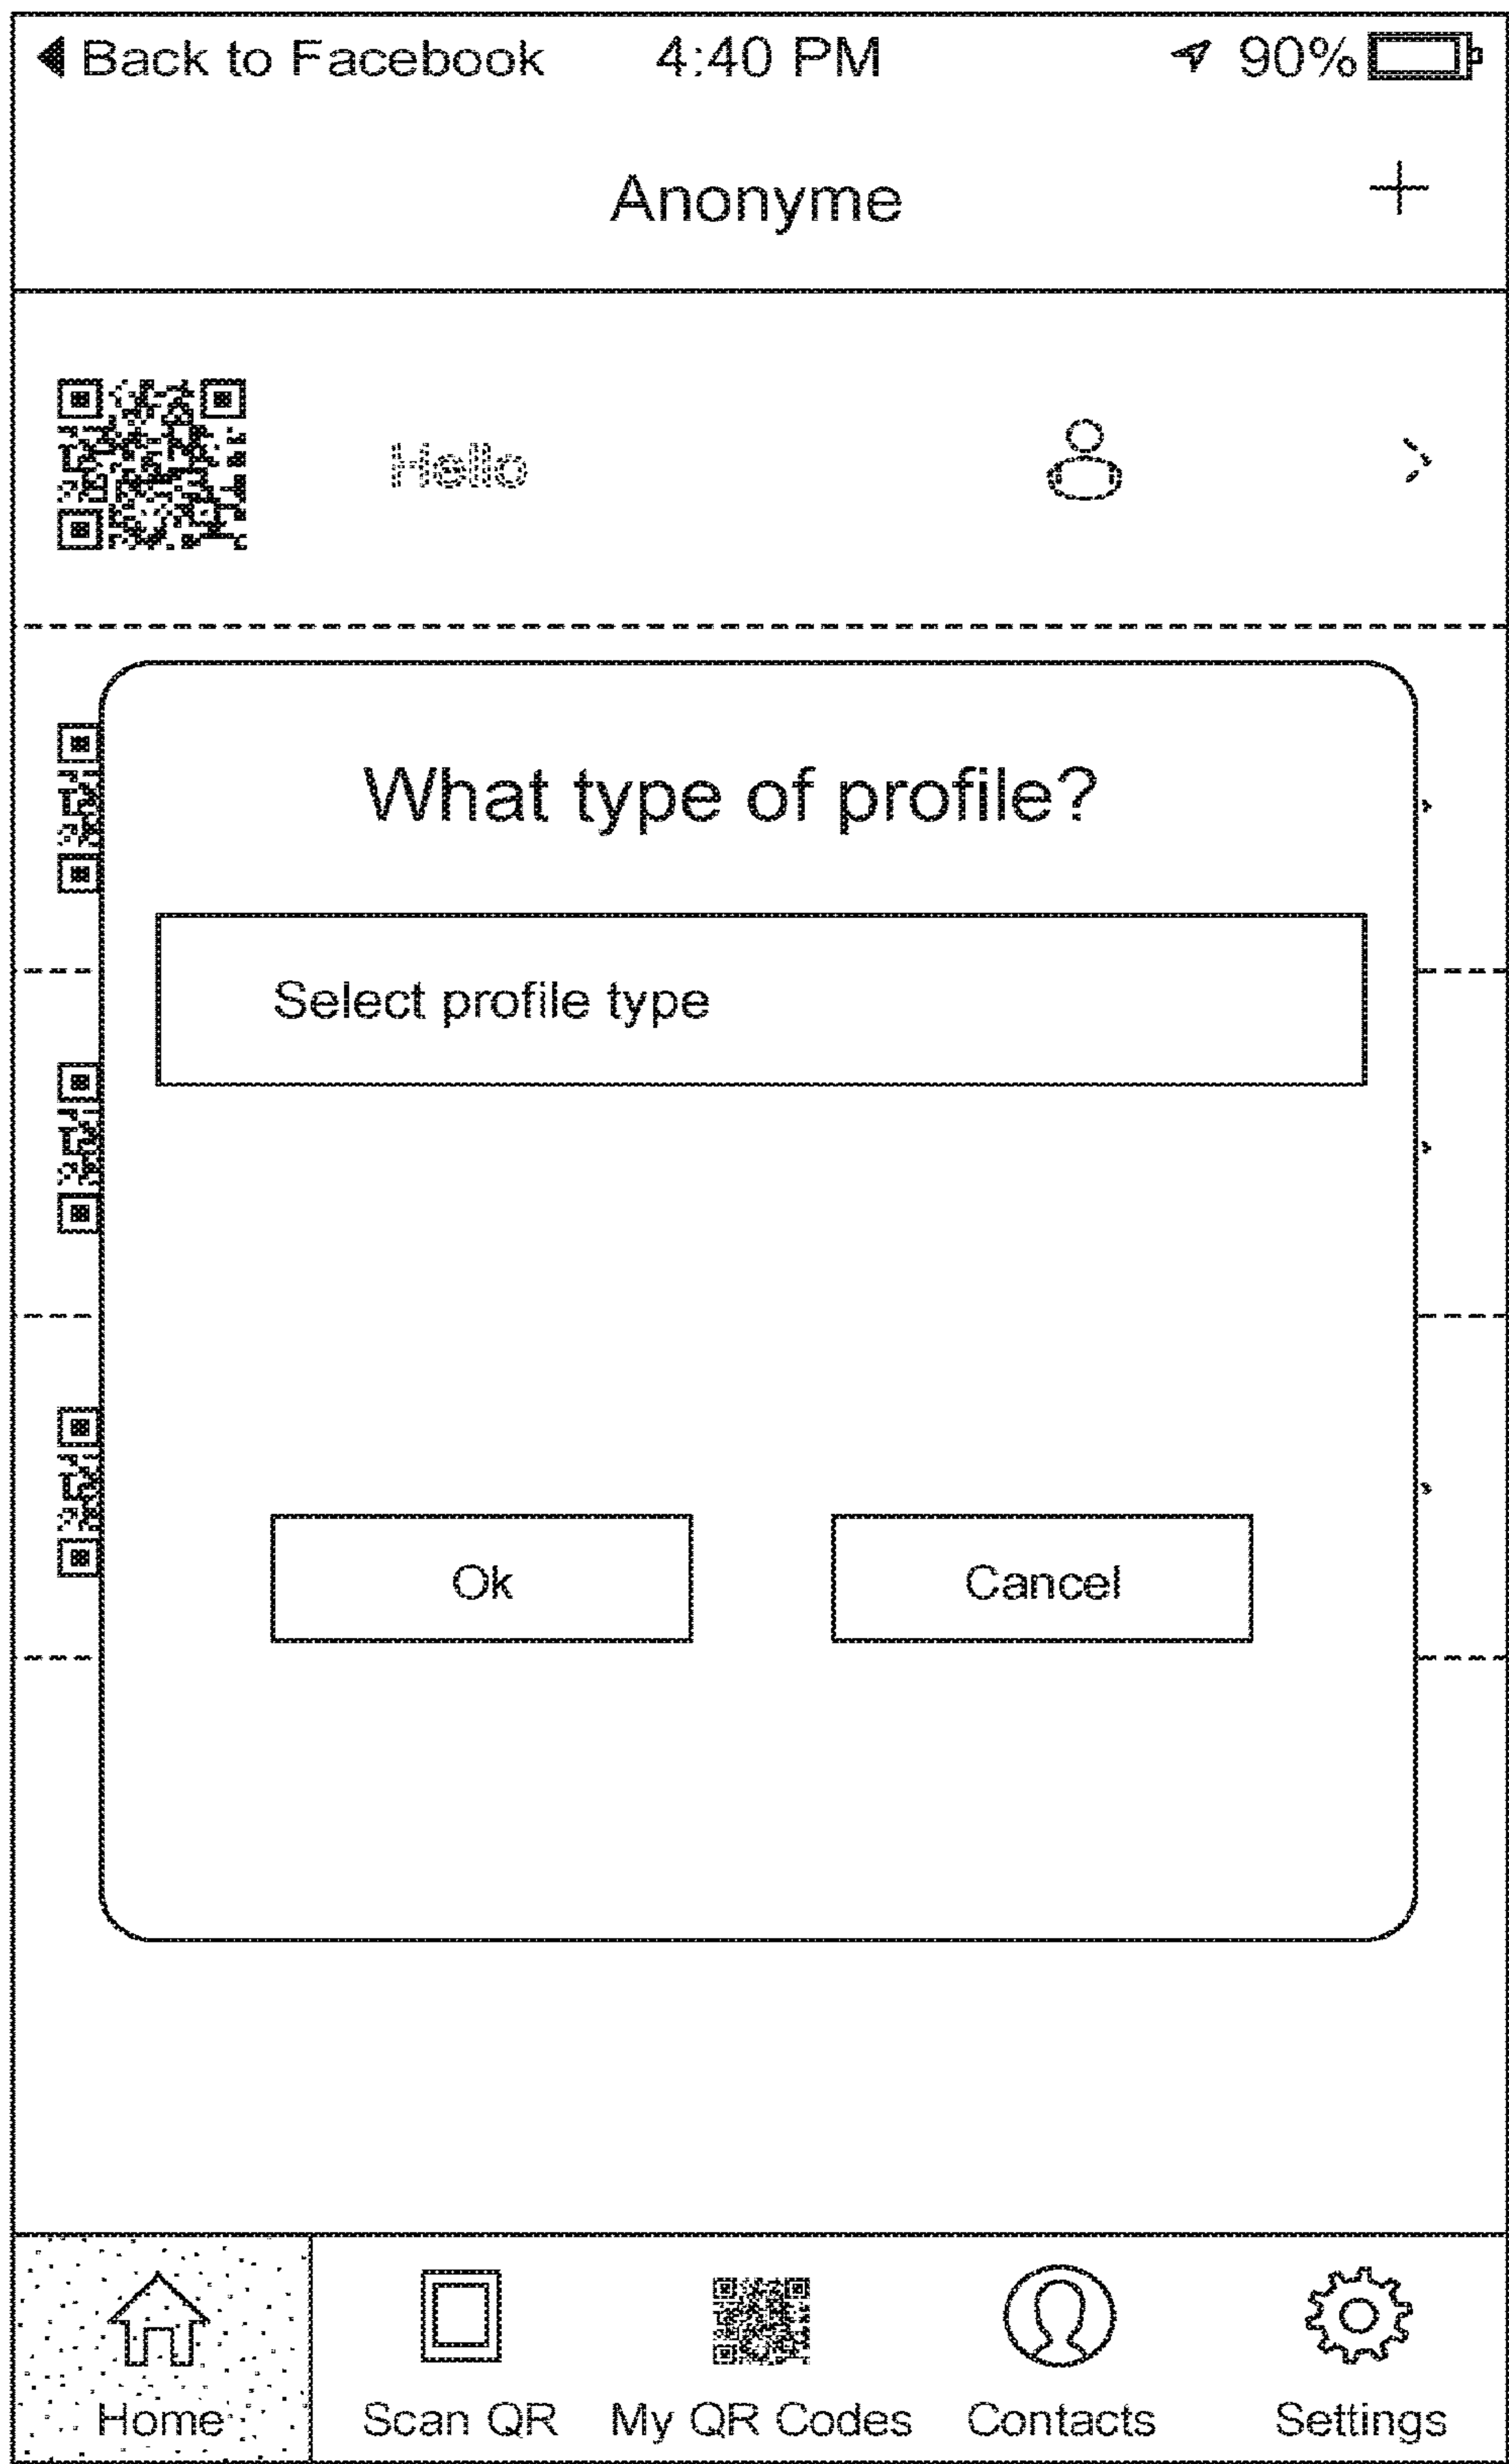 Back to Facebook 4:40 PM 90%
Anonyme
Hello
What type of profile?
Select profile type
Ok Cancel
Home Scan QR My QR Codes Contacts Settings